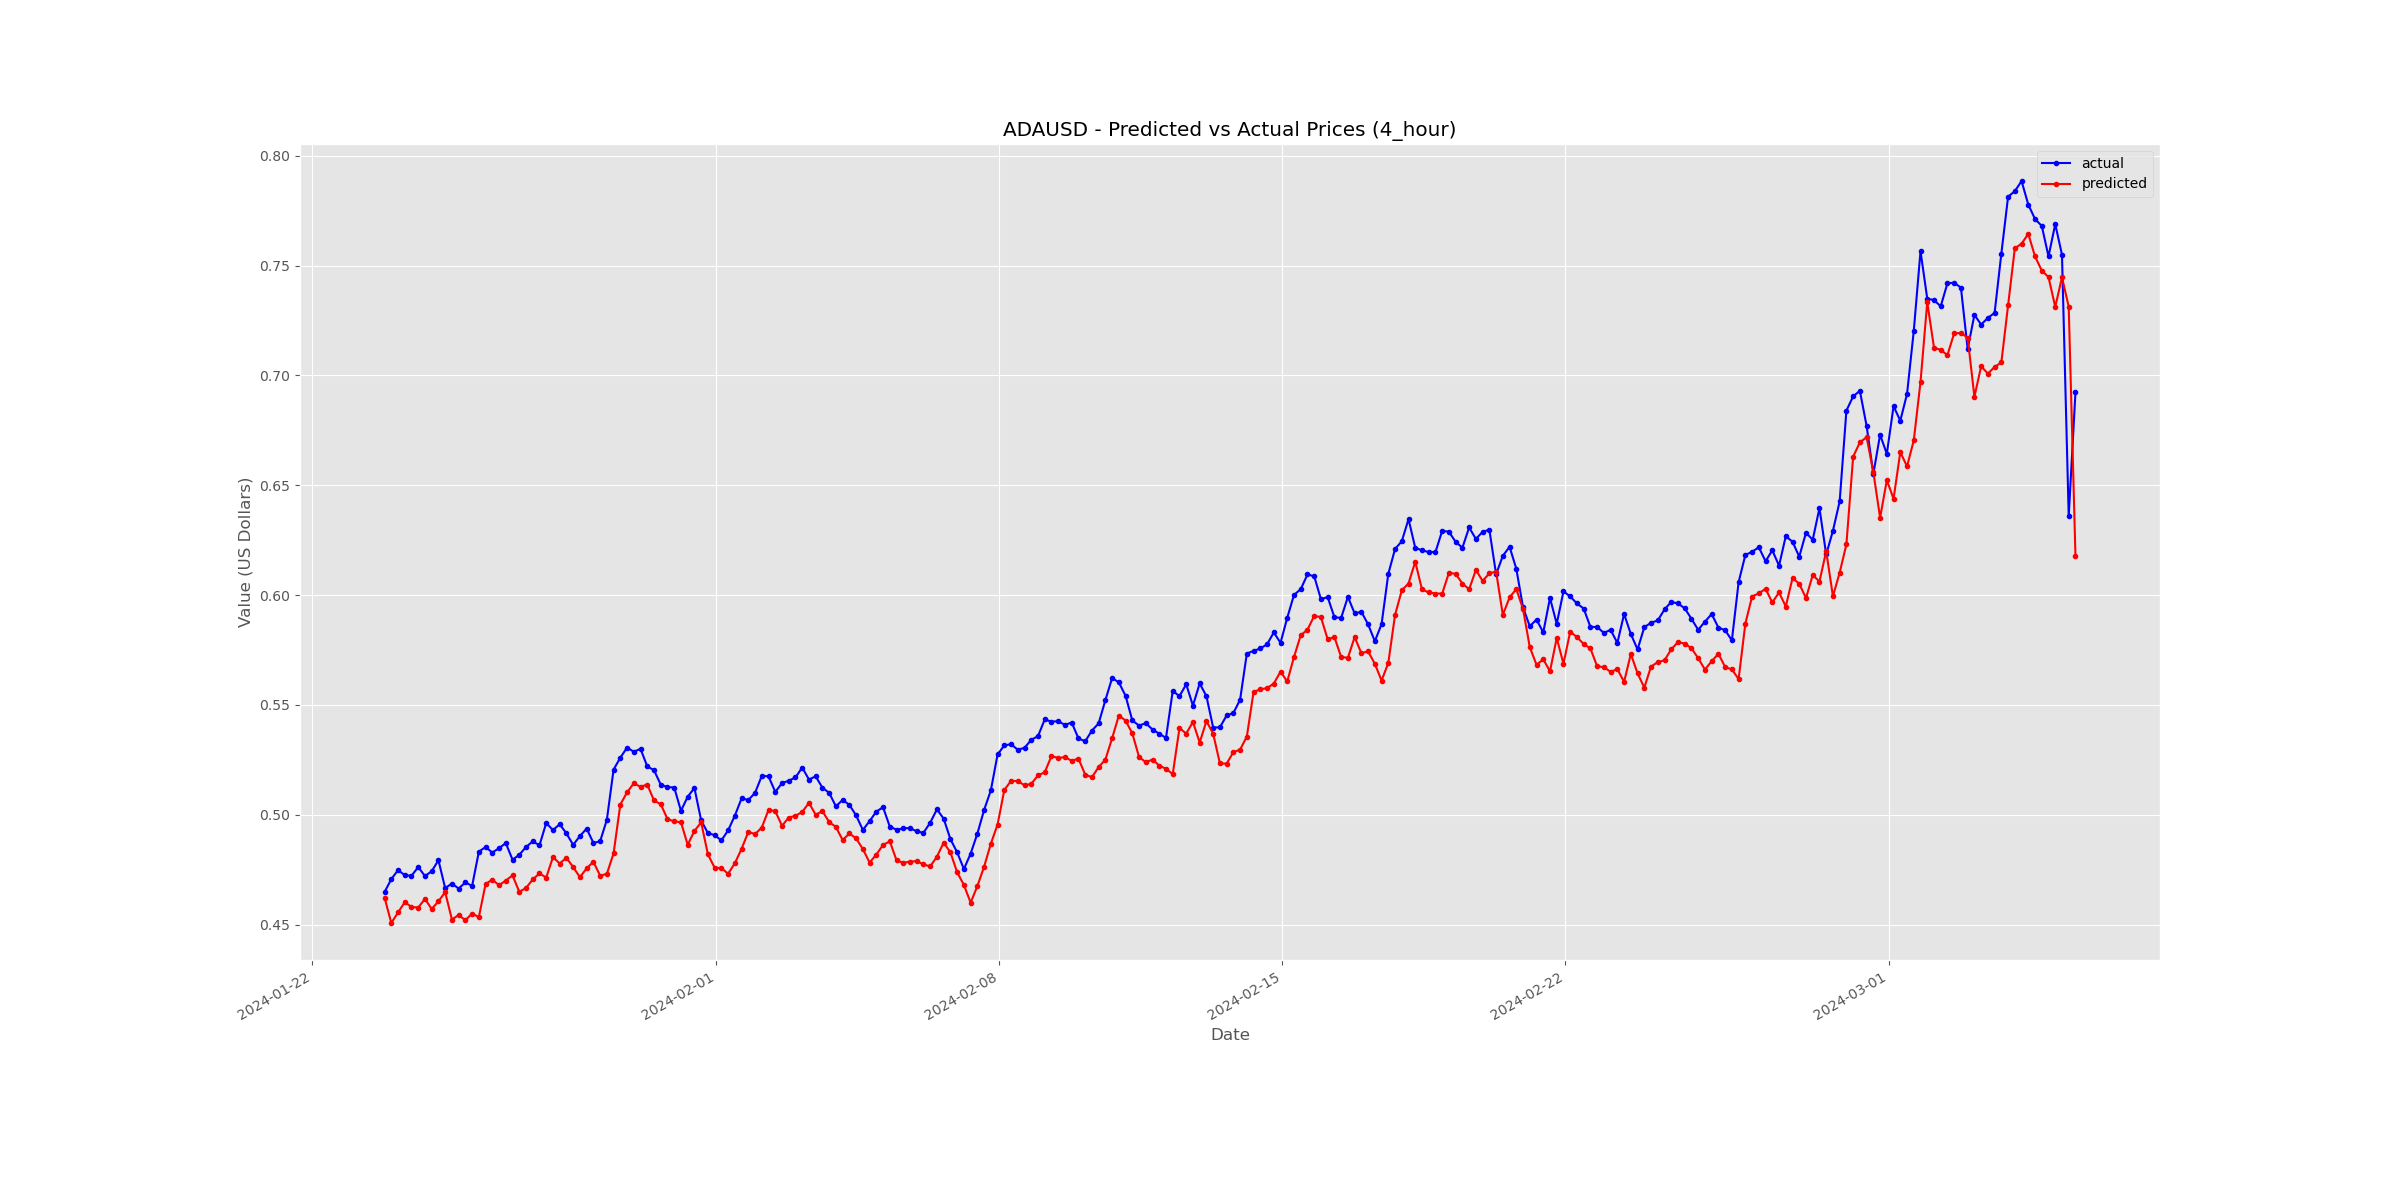 ADAUSD - Predicted vs Actual Prices (4_hour)
actual
predicted
Value (US Dollars)
0.80
0.75
0.70
0.65
0.60
0.55
0.50
0.45
2024-01-22
2024-02-01
2024-02-08
2024-02-15
2024-02-22
2024-03-01
Date